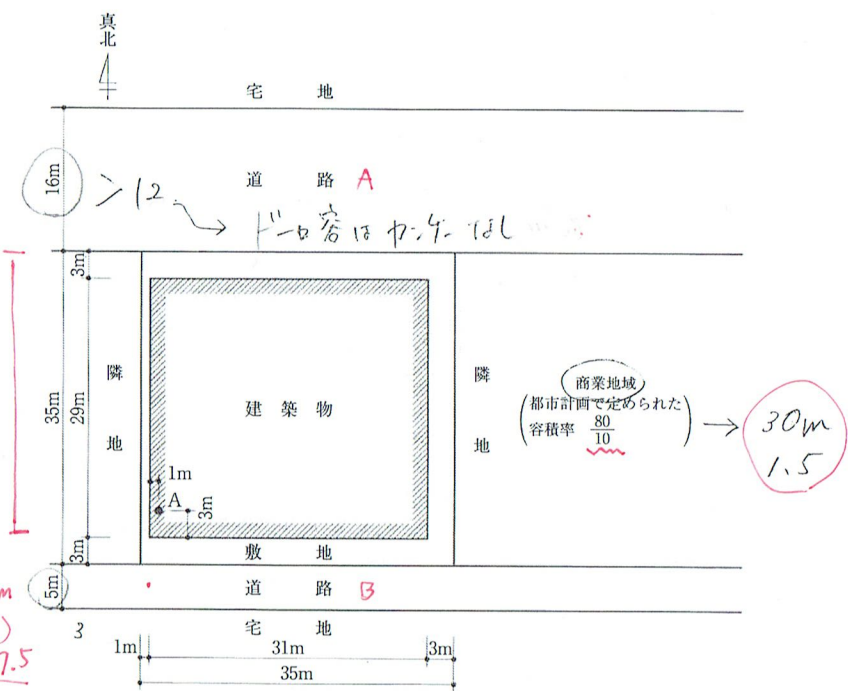 真北
宅地
16m
>12
道路 A
ドーロ容はカンケーなし
3m
35m
29m
隣地
建築物
隣地
商業地域
(都市計画で定められた
容積率 80/10)
→ 30m
1.5
1m
A
3m
3m
敷地
5m
道路 B
m
)
7.5
3
宅地
1m 31m 3m
35m